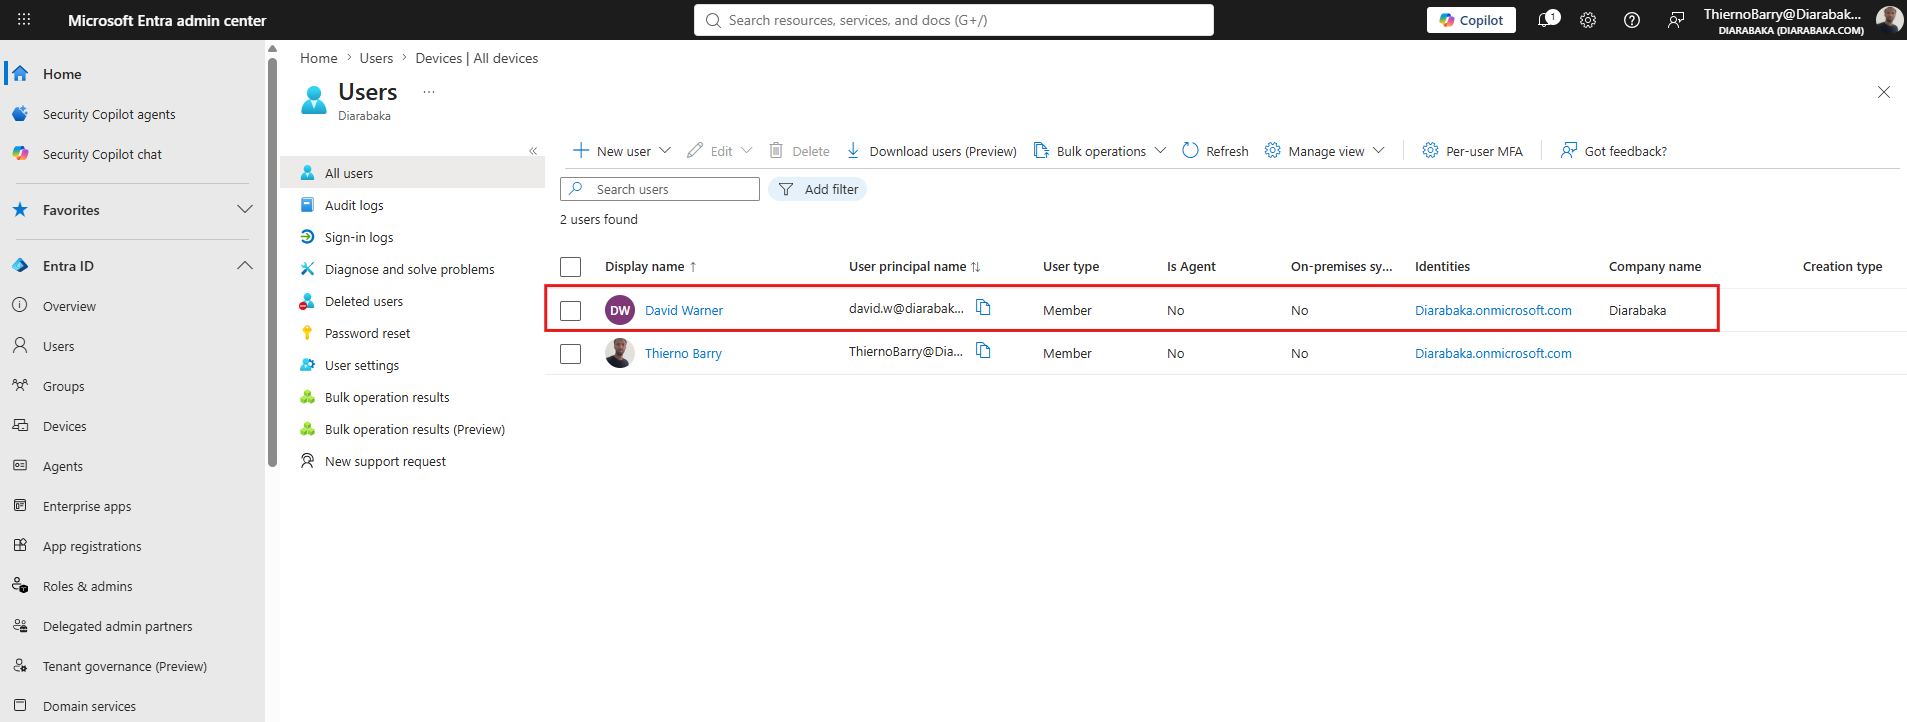 Microsoft Entra admin center
Search resources, services, and docs (G+/)
Copilot
1
ThiernoBarry@Diarabak...
DIARABAKA (DIARABAKA.COM)
Home
Security Copilot agents
Security Copilot chat
Favorites
Entra ID
Overview
Users
Groups
Devices
Agents
Enterprise apps
App registrations
Roles & admins
Delegated admin partners
Tenant governance (Preview)
Domain services
Home > Users > Devices | All devices
Users ...
Diarabaka
All users
Audit logs
Sign-in logs
Diagnose and solve problems
Deleted users
Password reset
User settings
Bulk operation results
Bulk operation results (Preview)
New support request
New user Edit Delete Download users (Preview) Bulk operations Refresh Manage view Per-user MFA Got feedback?
Search users Add filter
2 users found
Display name ↑ User principal name ↑↓ User type Is Agent On-premises sy... Identities Company name Creation type
DW David Warner david.w@diarabak... Member No No Diarabaka.onmicrosoft.com Diarabaka
Thierno Barry ThiernoBarry@Dia... Member No No Diarabaka.onmicrosoft.com